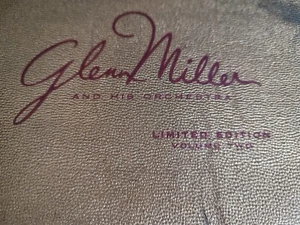 Glenn Miller
AND HIS ORCHESTRA
LIMITED EDITION
VOLUME TWO